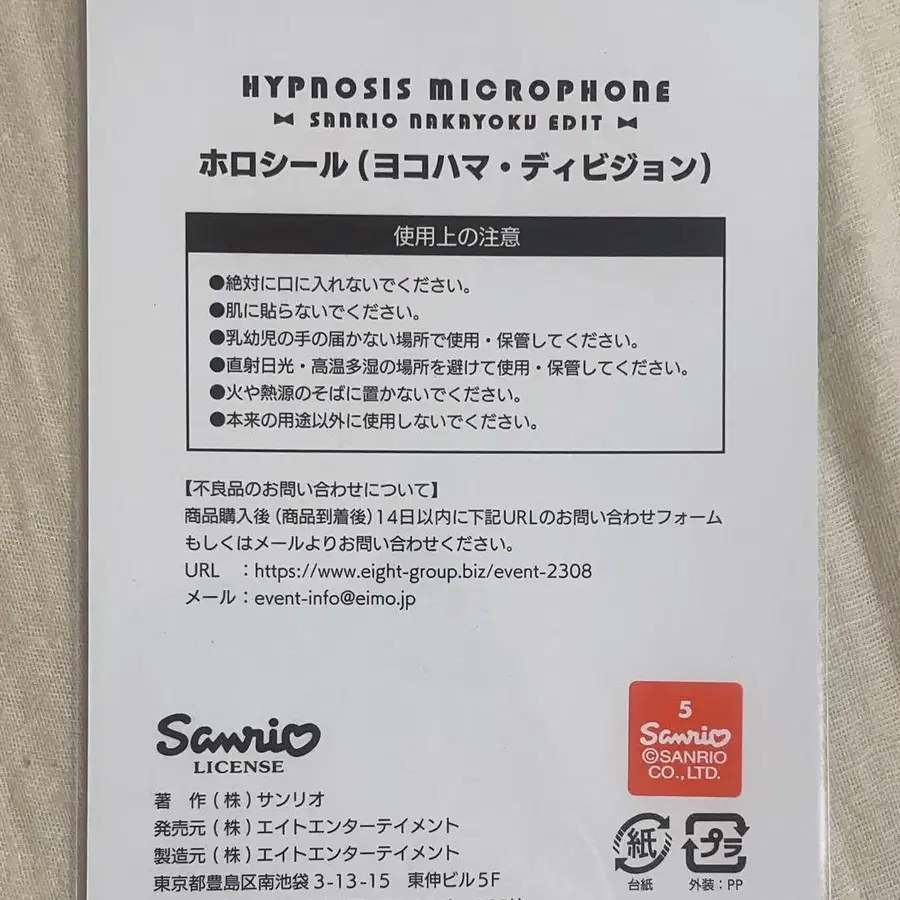 HYPNOSIS MICROPHONE
SANRIO NAKAYOKU EDIT
ホロシール(ヨコハマ・ディビジョン)
使用上の注意
●絶対に口に入れないでください。
●肌に貼らないでください。
●乳幼児の手の届かない場所で使用・保管してください。
●直射日光・高温多湿の場所を避けて使用・保管してください。
●火や熱源のそばに置かないでください。
●本来の用途以外に使用しないでください。
【不良品のお問い合わせについて】
商品購入後(商品到着後)14日以内に下記URLのお問い合わせフォーム
もしくはメールよりお問い合わせください。
URL :https://www.eight-group.biz/event-2308
メール:event-info@eimo.jp
Sanrio
LICENSE
5
Sanrio
©SANRIO
CO.,LTD.
著 作(株)サンリオ
発売元(株)エイトエンターテイメント
製造元(株)エイトエンターテイメント
東京都豊島区南池袋3-13-15 東伸ビル5F
紙
台紙
プラ
外装:PP